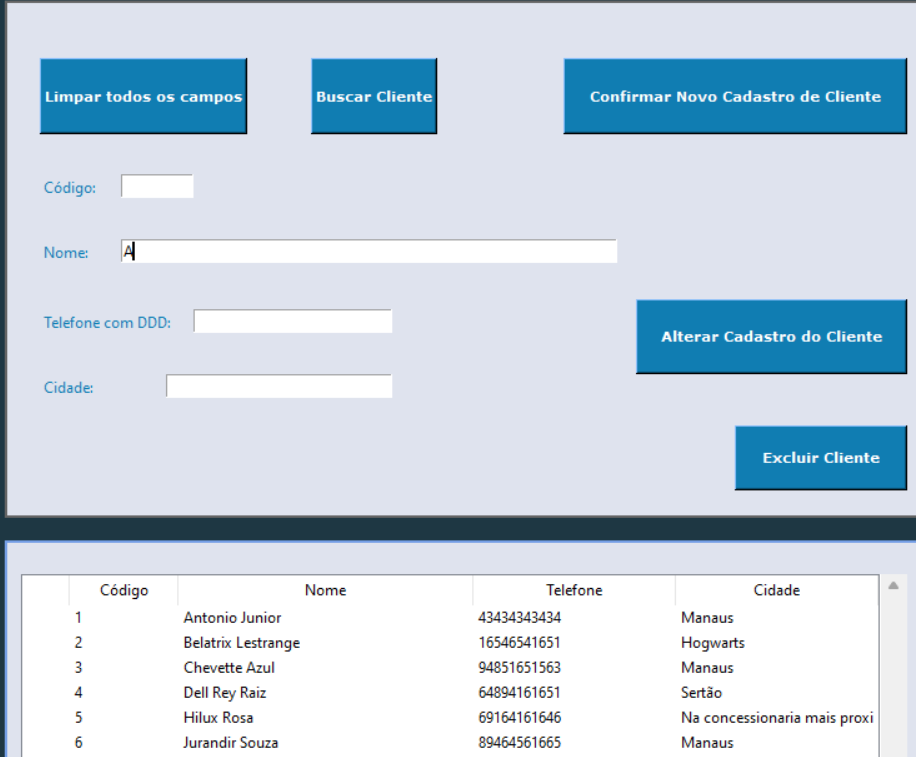 Limpar todos os campos Buscar Cliente Confirmar Novo Cadastro de Cliente
Código:
Nome: A
Telefone com DDD:
Alterar Cadastro do Cliente
Cidade:
Excluir Cliente
Código Nome Telefone Cidade
1 Antonio Junior 43434343434 Manaus
2 Belatrix Lestrange 16546541651 Hogwarts
3 Chevette Azul 94851651563 Manaus
4 Dell Rey Raiz 64894161651 Sertão
5 Hilux Rosa 69164161646 Na concessionaria mais proxi
6 Jurandir Souza 89464561665 Manaus